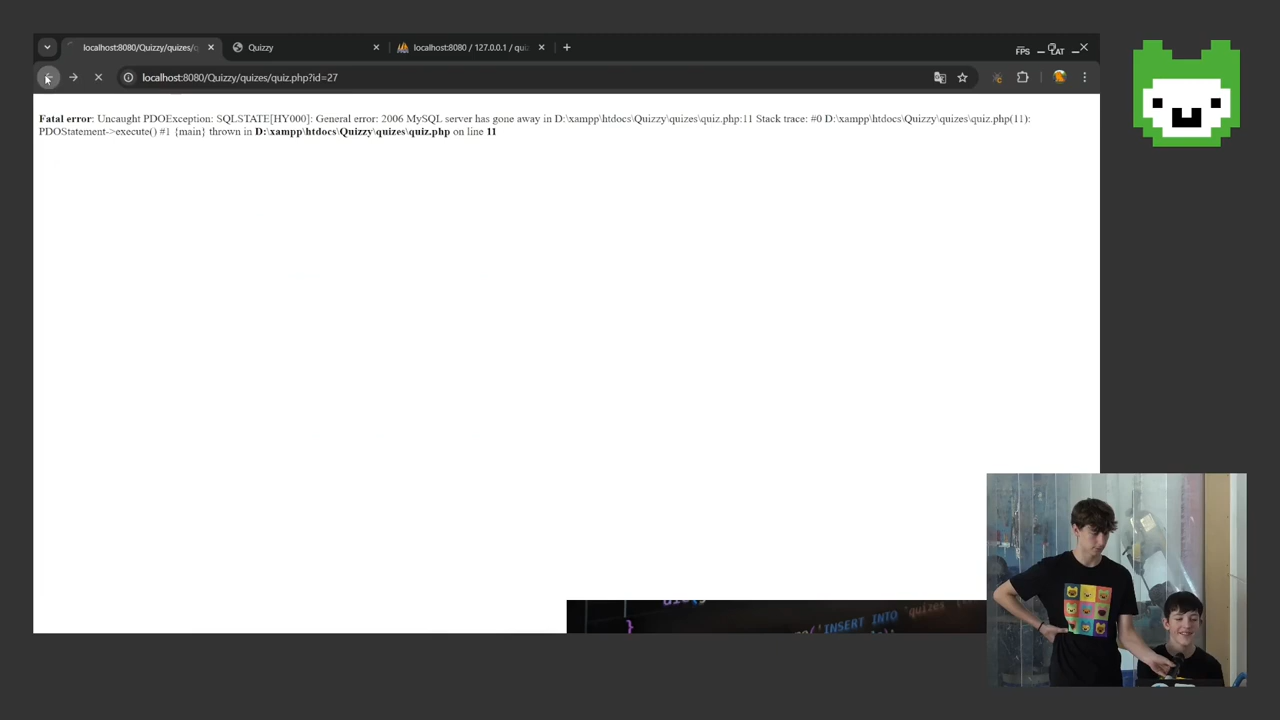 localhost:8080/Quizzy/quizes/q
Quizzy
localhost:8080 / 127.0.0.1 / qui
FPS
LAT
localhost:8080/Quizzy/quizes/quiz.php?id=27
Fatal error: Uncaught PDOException: SQLSTATE[HY000]: General error: 2006 MySQL server has gone away in D:\xampp\htdocs\Quizzy\quizes\quiz.php:11 Stack trace: #0 D:\xampp\htdocs\Quizzy\quizes\quiz.php(11):
PDOStatement->execute() #1 {main} thrown in D:\xampp\htdocs\Quizzy\quizes\quiz.php on line 11
}
('INSERT INTO `quizes